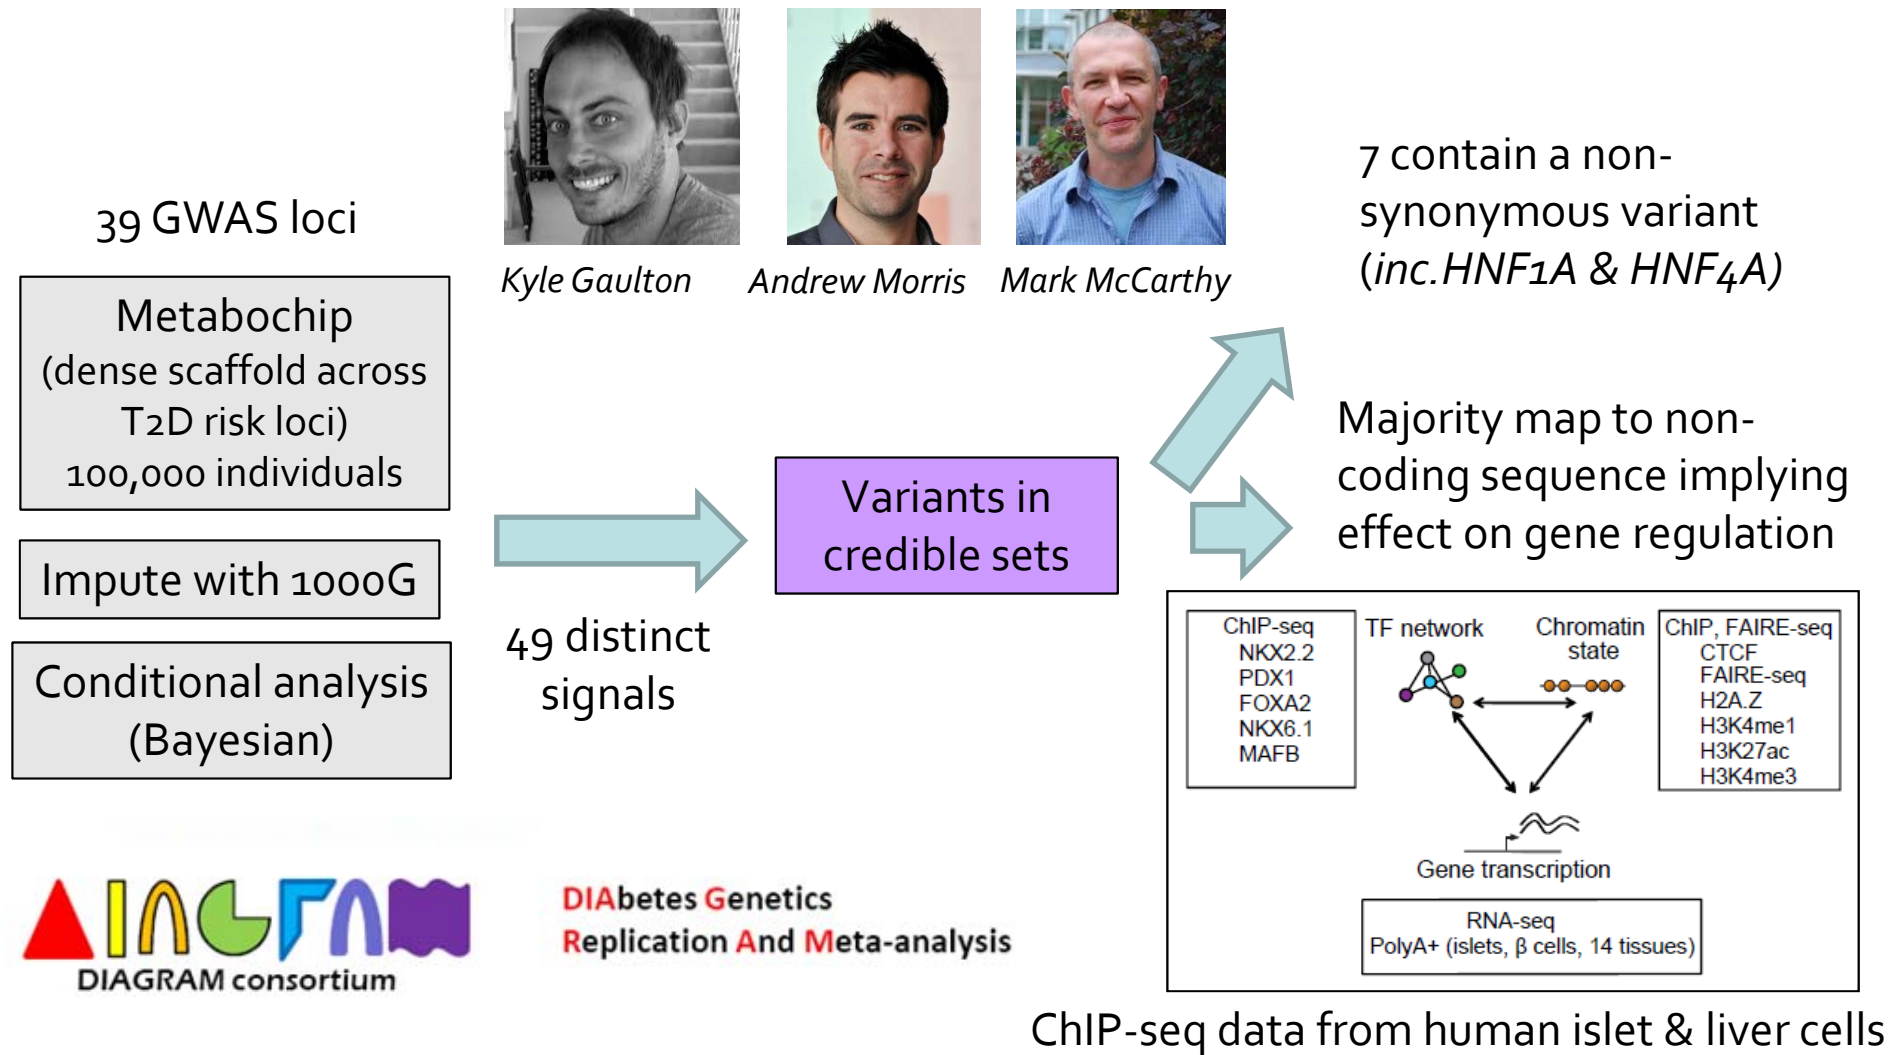 39 GWAS loci
Metabochip
(dense scaffold across
T2D risk loci)
100,000 individuals
Impute with 1000G
Conditional analysis
(Bayesian)
Kyle Gaulton
Andrew Morris
Mark McCarthy
49 distinct
signals
Variants in
credible sets
7 contain a non-
synonymous variant
(inc.HNF1A & HNF4A)
Majority map to non-
coding sequence implying
effect on gene regulation
ChIP-seq
NKX2.2
PDX1
FOXA2
NKX6.1
MAFB
TF network
Chromatin
state
ChIP, FAIRE-seq
CTCF
FAIRE-seq
H2A.Z
H3K4me1
H3K27ac
H3K4me3
Gene transcription
RNA-seq
PolyA+ (islets, β cells, 14 tissues)
ChIP-seq data from human islet & liver cells
DIAGRAM
DIAGRAM consortium
DIAbetes Genetics
Replication And Meta-analysis